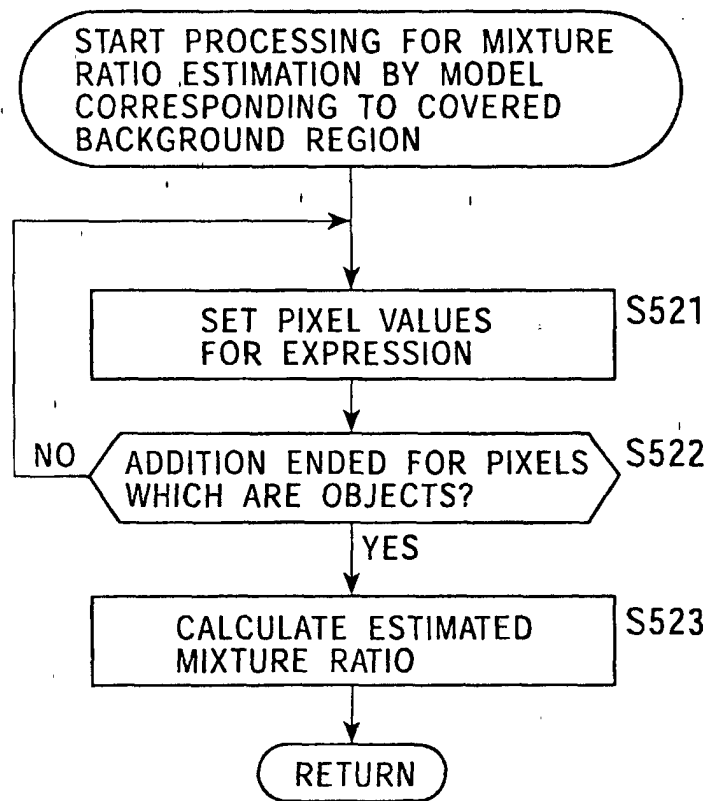 START PROCESSING FOR MIXTURE
RATIO ESTIMATION BY MODEL
CORRESPONDING TO COVERED
BACKGROUND REGION
SET PIXEL VALUES
FOR EXPRESSION
S521
NO
ADDITION ENDED FOR PIXELS
WHICH ARE OBJECTS?
S522
YES
CALCULATE ESTIMATED
MIXTURE RATIO
S523
RETURN